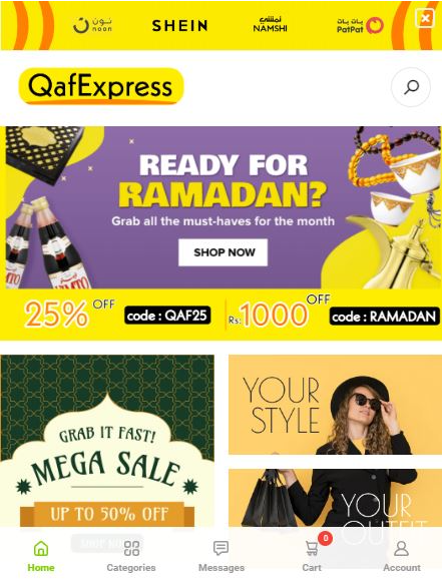 نون
noon
SHEIN
نمشي
NAMSHI
بات بات
PatPat
QafExpress
READY FOR
RAMADAN?
Grab all the must-haves for the month
SHOP NOW
25% OFF code : QAF25
Rs. 1000 OFF code : RAMADAN
GRAB IT FAST!
MEGA SALE
UP TO 50% OFF
YOUR
STYLE
YOUR
OUTFIT
0
Home Categories Messages Cart Account